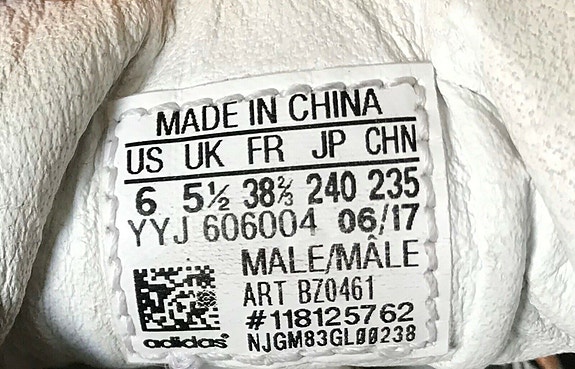 MADE IN CHINA
US UK FR JP CHN
6 5½ 38⅔ 240 235
YYJ 606004 06/17
MALE/MÂLE
ART BZ0461
#118125762
adidas NJGM83GL00238